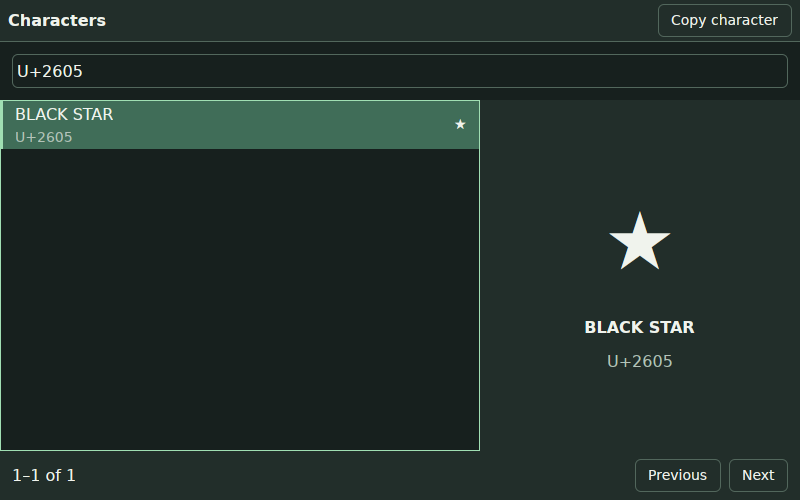 Characters
Copy character
U+2605
BLACK STAR
U+2605
★
★
BLACK STAR
U+2605
1–1 of 1
Previous
Next